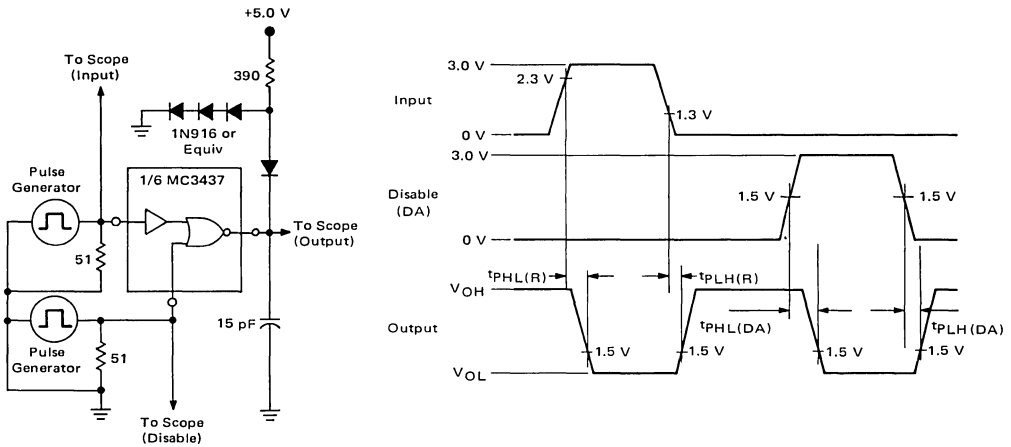 +5.0 V
To Scope
(Input)
390
1N916 or
Equiv
Pulse
Generator
1/6 MC3437
To Scope
(Output)
51
15 pF
Pulse
Generator
51
To Scope
(Disable)
Input
3.0 V
2.3 V
1.3 V
0 V
Disable
(DA)
3.0 V
1.5 V
1.5 V
0 V
tPHL(R)
tPLH(R)
VOH
Output
tPHL(DA)
tPLH(DA)
1.5 V
1.5 V
1.5 V
1.5 V
VOL